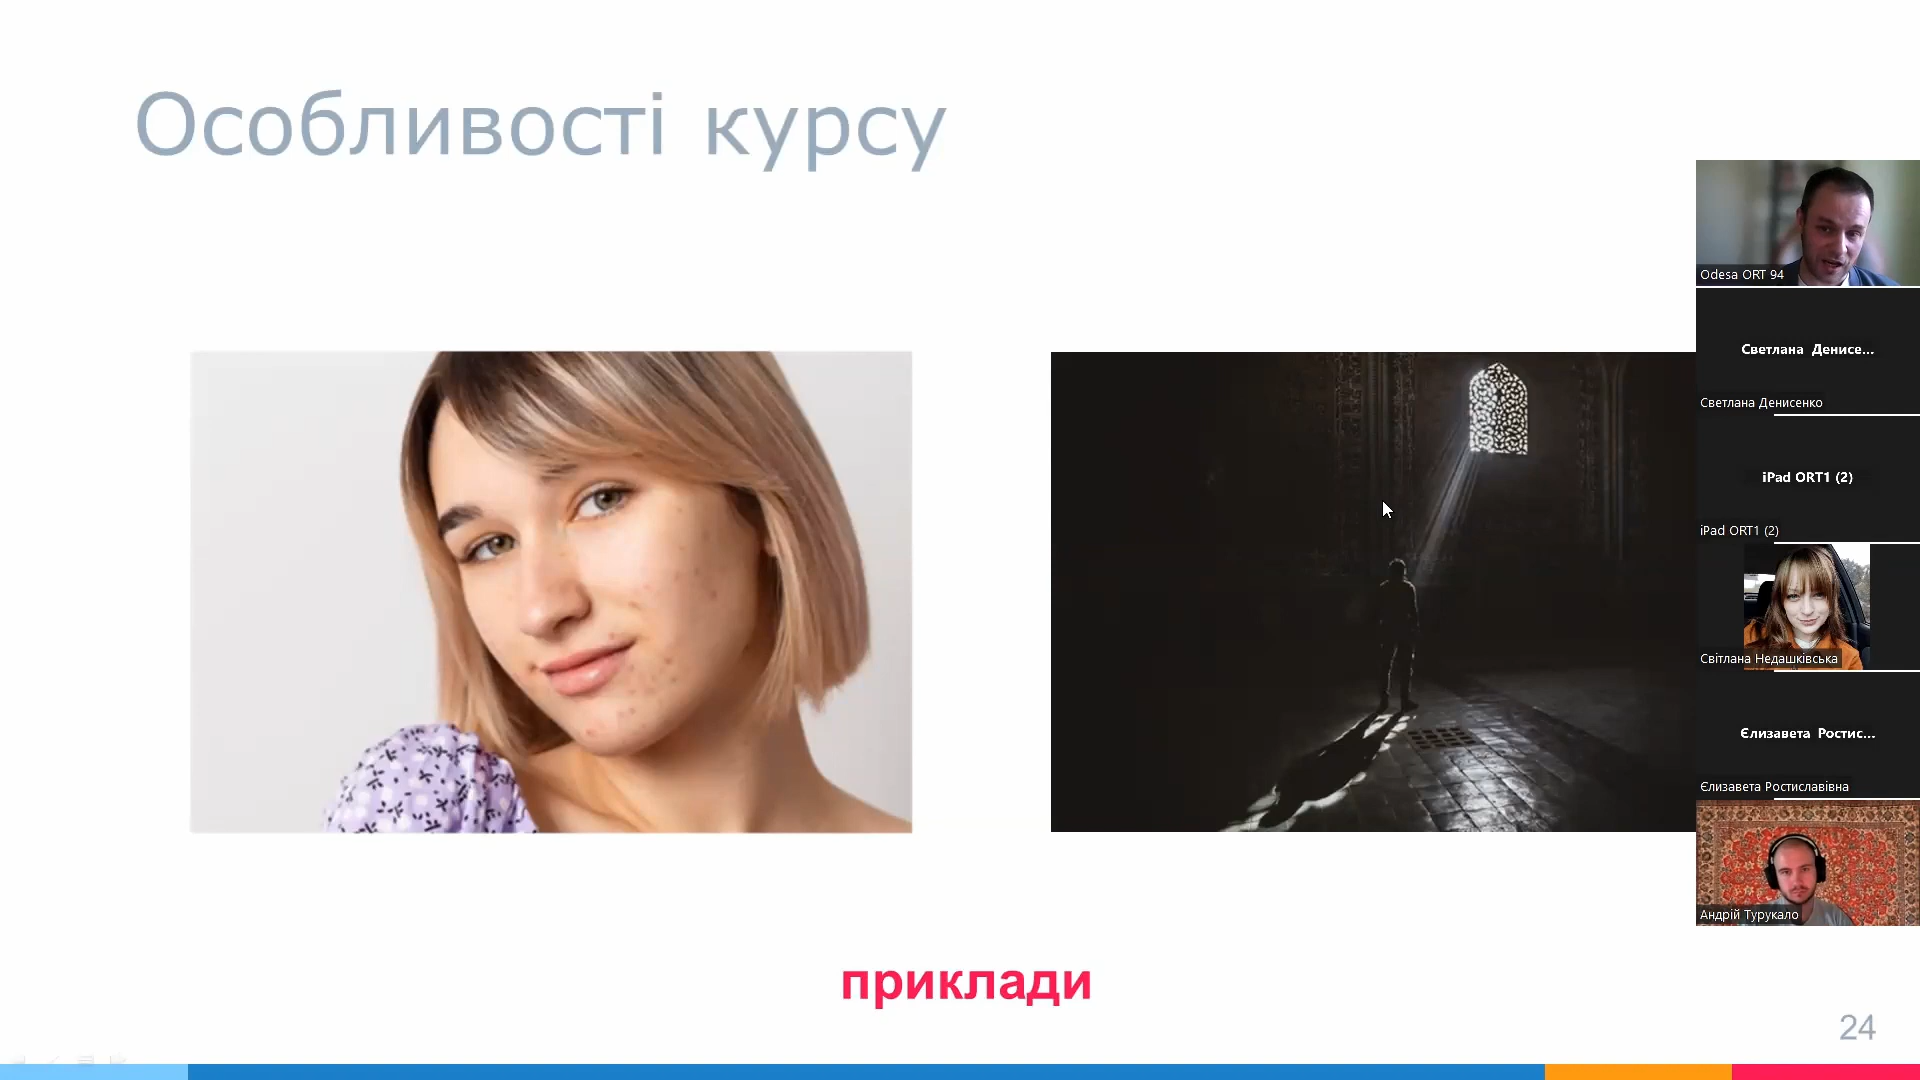 Особливості курсу
Odesa ORT 94
Светлана Денисе...
Светлана Денисенко
iPad ORT1 (2)
iPad ORT1 (2)
Світлана Недашківська
Єлизавета Ростис...
Єлизавета Ростиславівна
Андрій Турукало
приклади
24